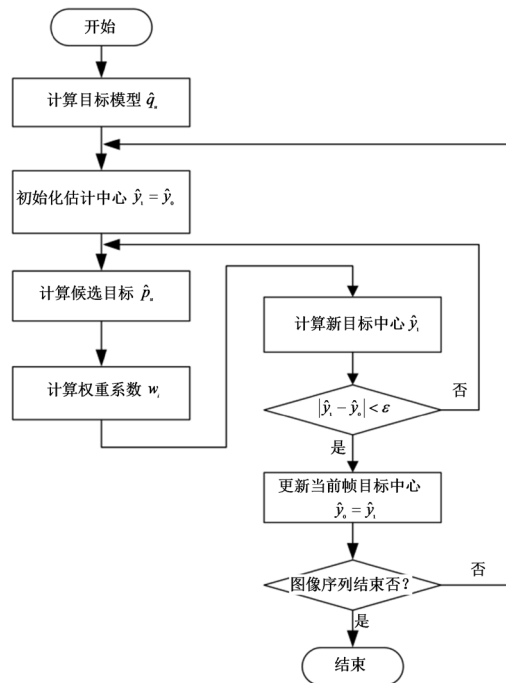 开始
计算目标模型 q̂ᵤ
初始化估计中心 ŷ₁ = ŷ₀
计算候选目标 p̂ᵤ
计算权重系数 wᵢ
计算新目标中心 ŷ₁
|ŷ₁ − ŷ₀| < ε
否
是
更新当前帧目标中心
ŷ₀ = ŷ₁
图像序列结束否？
否
是
结束